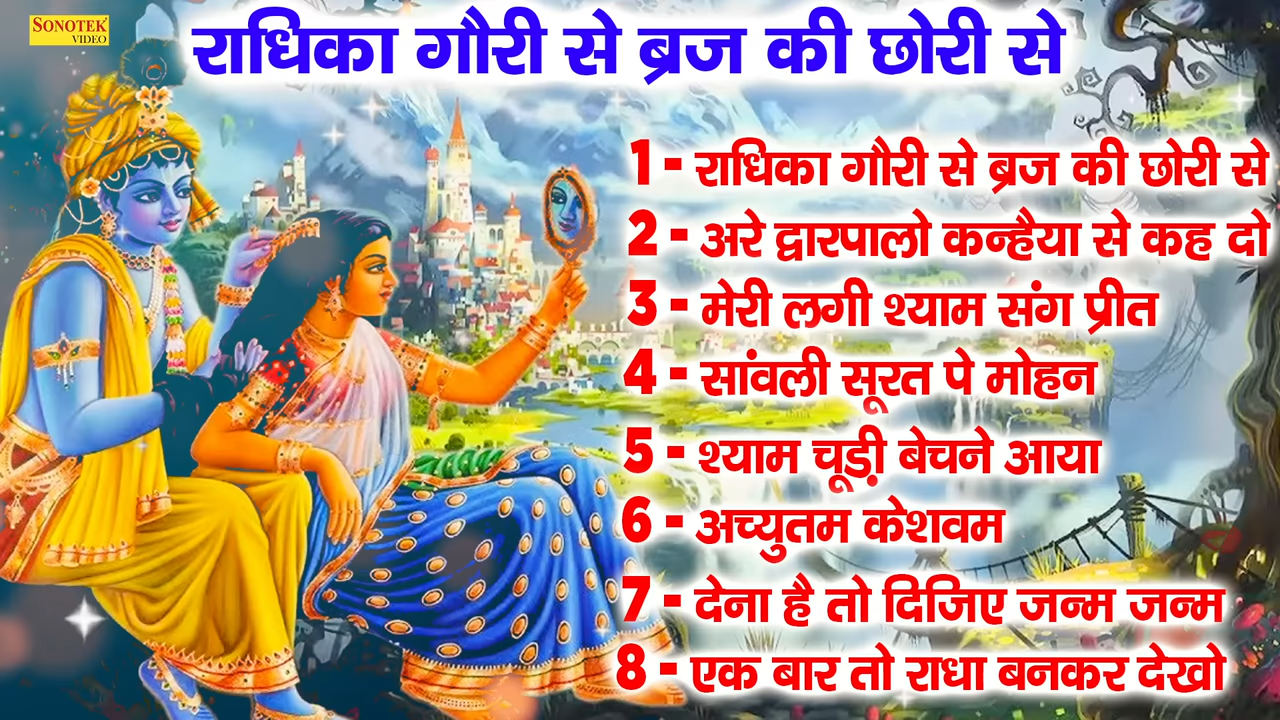 SONOTEK
VIDEO
राधिका गौरी से ब्रज की छोरी से
1 - राधिका गौरी से ब्रज की छोरी से
2 - अरे द्वारपालो कन्हैया से कह दो
3 - मेरी लगी श्याम संग प्रीत
4 - सांवली सूरत पे मोहन
5 - श्याम चूड़ी बेचने आया
6 - अच्युतम केशवम
7 - देना है तो दिजिए जन्म जन्म
8 - एक बार तो राधा बनकर देखो